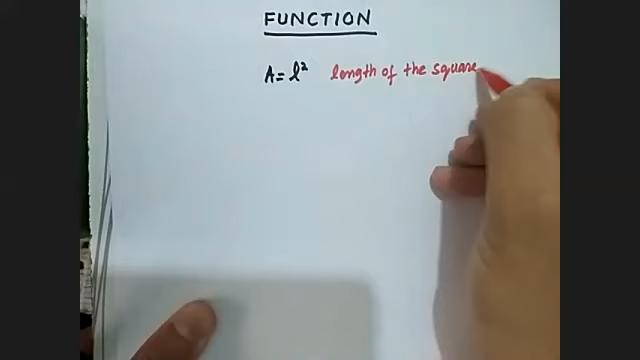 FUNCTION
A = l² length of the square